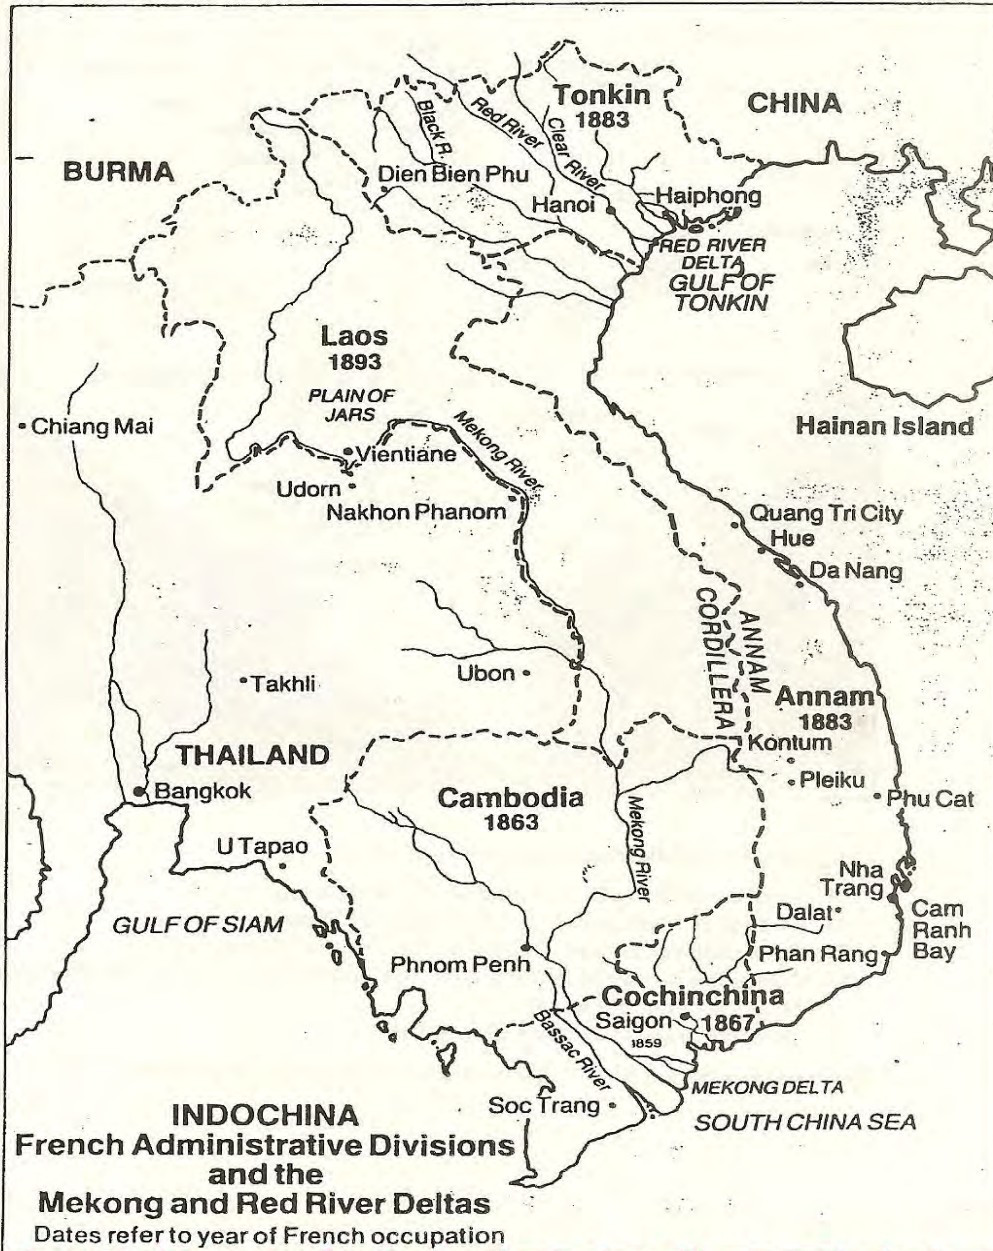 Tonkin
1883
CHINA
BURMA
Black R.
Red River
Clear River
Dien Bien Phu
Hanoi
Haiphong
RED RIVER
DELTA
GULF OF
TONKIN
Laos
1893
PLAIN OF
JARS
Hainan Island
Chiang Mai
Vientiane
Mekong River
Udorn
Nakhon Phanom
Quang Tri City
Hue
Da Nang
ANNAM
CORDILLERA
Ubon
Takhli
Annam
1883
THAILAND
Kontum
Pleiku
Bangkok
Cambodia
1863
Phu Cat
Mekong River
U Tapao
Nha
Trang
Dalat
Cam
Ranh
Bay
GULF OF SIAM
Phnom Penh
Phan Rang
Cochinchina
1867
Saigon
1859
Bassac River
MEKONG DELTA
Soc Trang
SOUTH CHINA SEA
INDOCHINA
French Administrative Divisions
and the
Mekong and Red River Deltas
Dates refer to year of French occupation